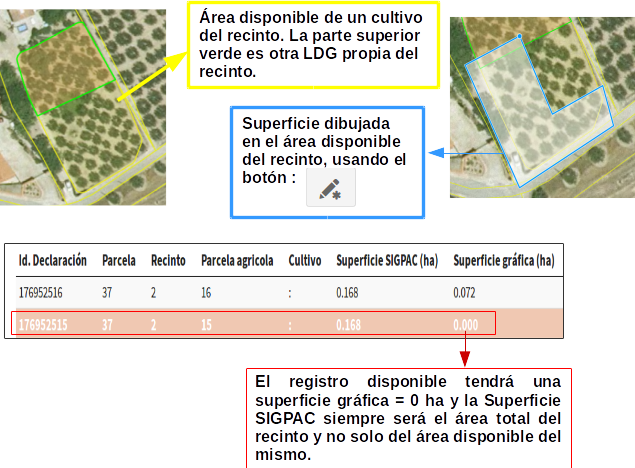 Área disponible de un cultivo
del recinto. La parte superior
verde es otra LDG propia del
recinto.
Superficie dibujada
en el área disponible
del recinto, usando el
botón :
Id. Declaración Parcela Recinto Parcela agricola Cultivo Superficie SIGPAC (ha) Superficie gráfica (ha)
176952516 37 2 16 : 0.168 0.072
176952515 37 2 15 : 0.168 0.000
El registro disponible tendrá una
superficie gráfica = 0 ha y la Superficie
SIGPAC siempre será el área total del
recinto y no solo del área disponible del
mismo.